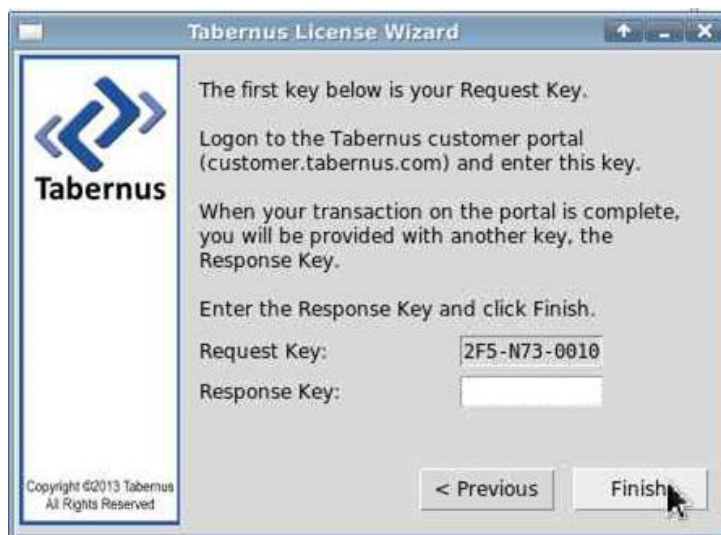 Tabernus License Wizard
Tabernus
The first key below is your Request Key.
Logon to the Tabernus customer portal
(customer.tabernus.com) and enter this key.
When your transaction on the portal is complete,
you will be provided with another key, the
Response Key.
Enter the Response Key and click Finish.
Request Key: 2F5-N73-0010
Response Key:
Copyright ©2013 Tabernus
All Rights Reserved
< Previous Finish